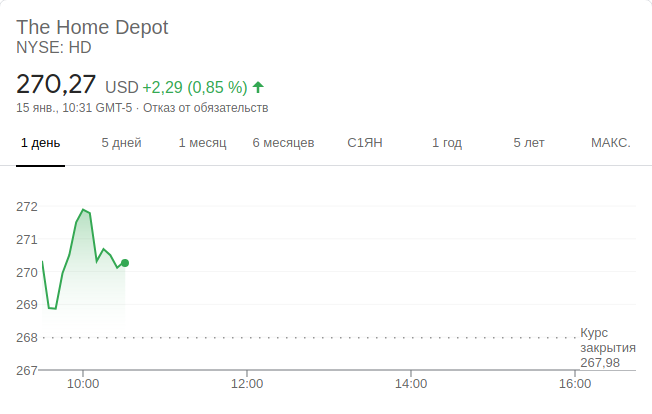 The Home Depot
NYSE: HD
270,27 USD +2,29 (0,85 %)
15 янв., 10:31 GMT-5 · Отказ от обязательств
1 день 5 дней 1 месяц 6 месяцев С1ЯН 1 год 5 лет МАКС.
272
271
270
269
268
267
Курс
закрытия
267,98
10:00 12:00 14:00 16:00